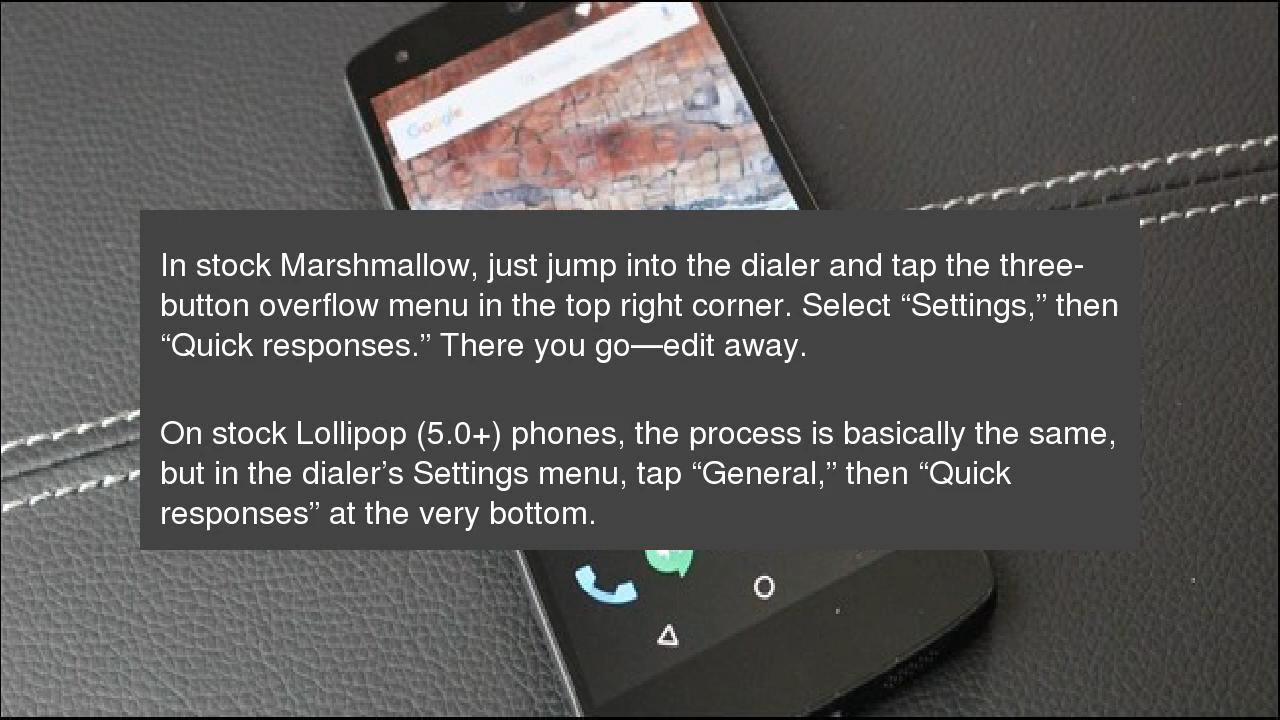 Google
In stock Marshmallow, just jump into the dialer and tap the three-
button overflow menu in the top right corner. Select “Settings,” then
“Quick responses.” There you go—edit away.
On stock Lollipop (5.0+) phones, the process is basically the same,
but in the dialer’s Settings menu, tap “General,” then “Quick
responses” at the very bottom.